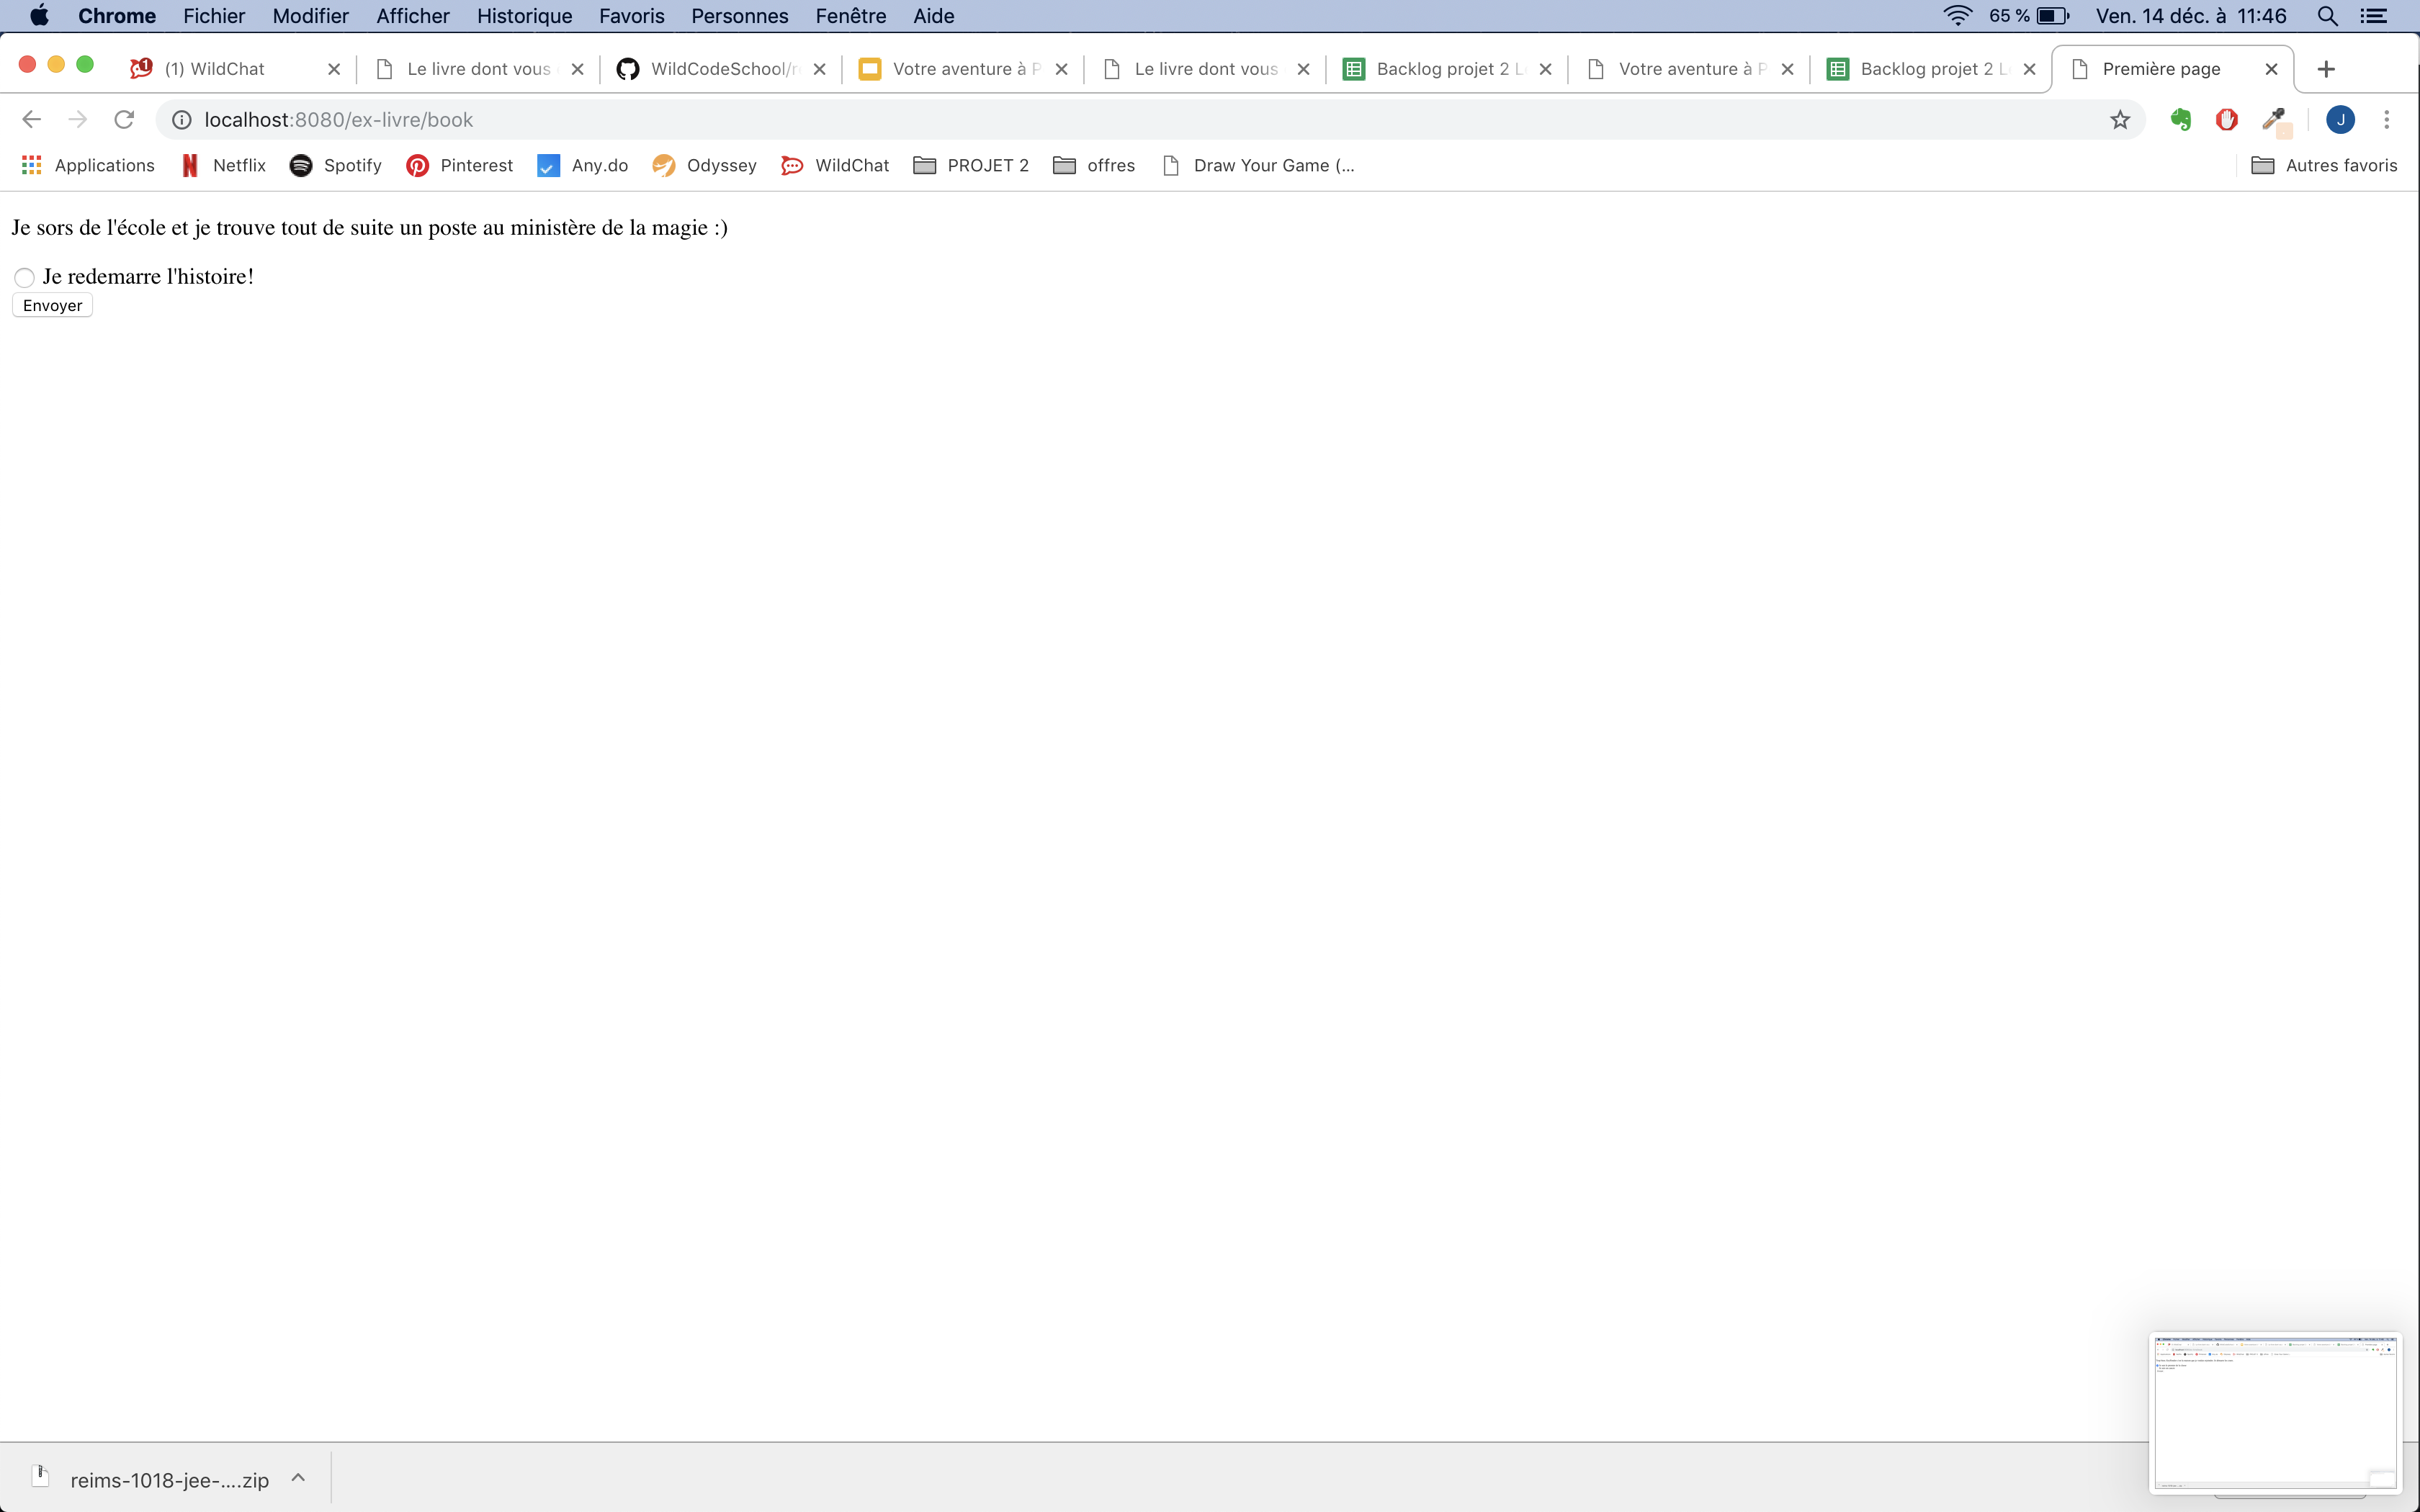 Chrome Fichier Modifier Afficher Historique Favoris Personnes Fenêtre Aide 65 % Ven. 14 déc. à 11:46
(1) WildChat Le livre dont vous WildCodeSchool/r Votre aventure à P Le livre dont vous Backlog projet 2 L Votre aventure à P Backlog projet 2 L Première page
localhost:8080/ex-livre/book J
Applications Netflix Spotify Pinterest Any.do Odyssey WildChat PROJET 2 offres Draw Your Game (... Autres favoris
Je sors de l'école et je trouve tout de suite un poste au ministère de la magie :)
Je redemarre l'histoire!
Envoyer
reims-1018-jee-....zip